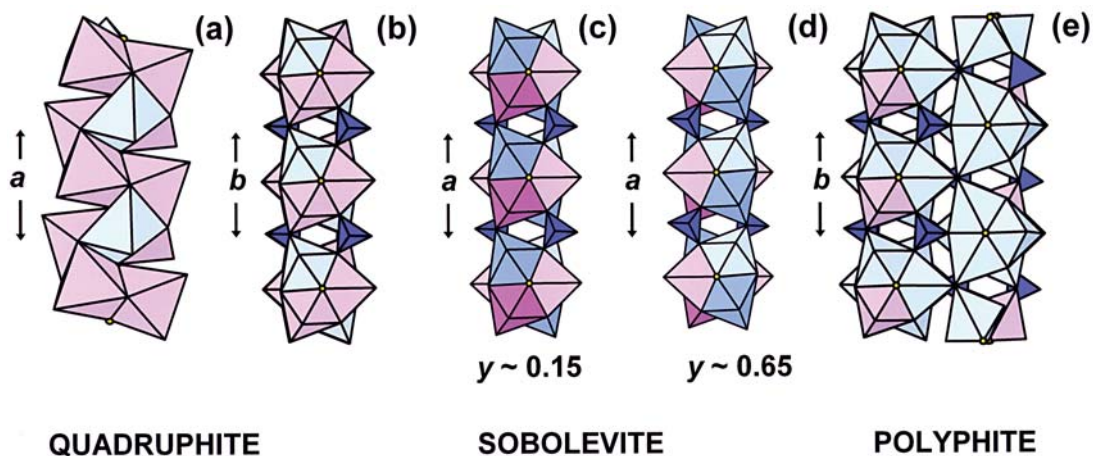 (a) (b) (c) (d) (e)
a b a a b
y ~ 0.15 y ~ 0.65
QUADRUPHITE SOBOLEVITE POLYPHITE